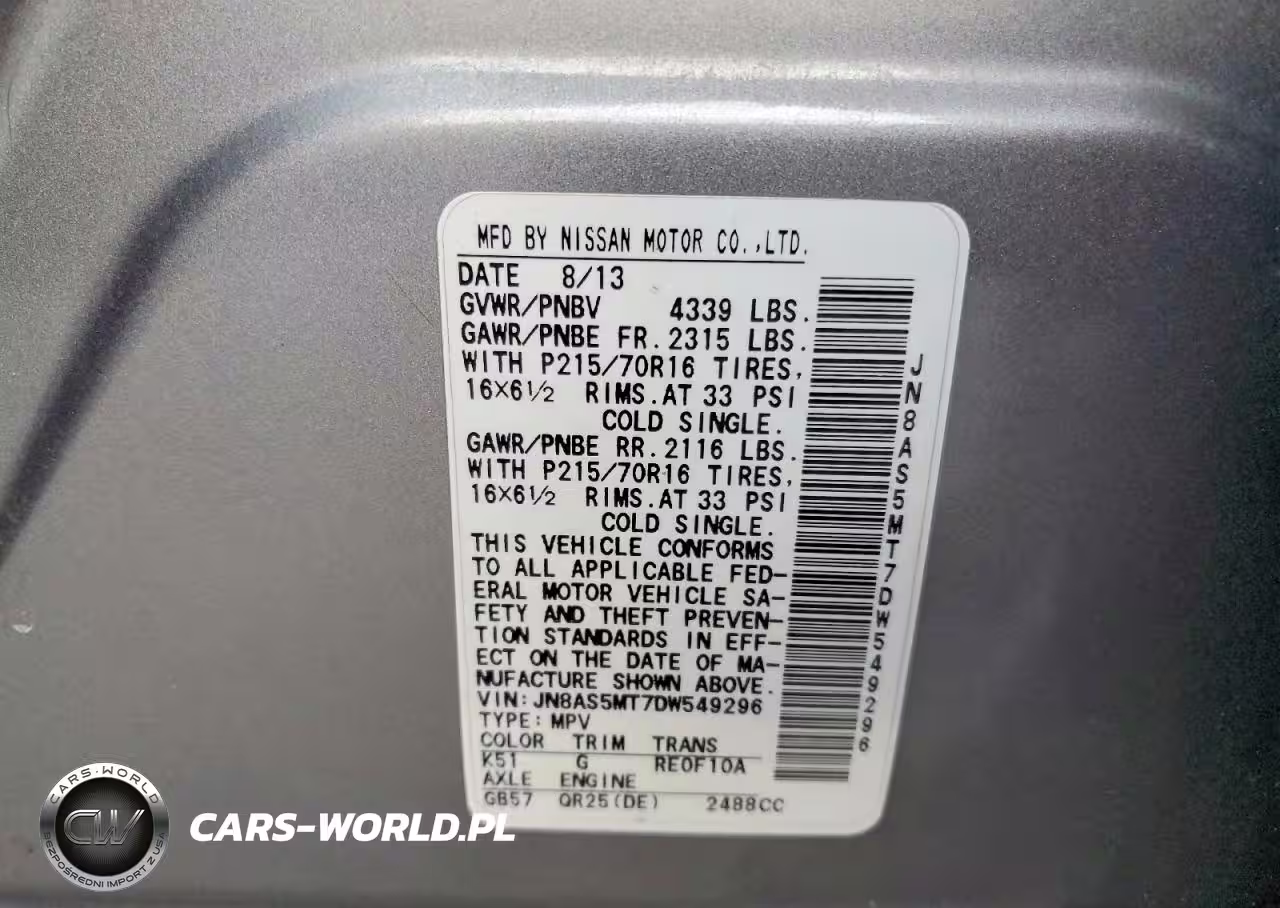 MFD BY NISSAN MOTOR CO.,LTD.
DATE 8/13
GVWR/PNBV 4339 LBS.
GAWR/PNBE FR.2315 LBS.
WITH P215/70R16 TIRES,
16×6½ RIMS.AT 33 PSI
COLD SINGLE.
GAWR/PNBE RR.2116 LBS.
WITH P215/70R16 TIRES,
16×6½ RIMS.AT 33 PSI
COLD SINGLE.
THIS VEHICLE CONFORMS
TO ALL APPLICABLE FED-
ERAL MOTOR VEHICLE SA-
FETY AND THEFT PREVEN-
TION STANDARDS IN EFF-
ECT ON THE DATE OF MA-
NUFACTURE SHOWN ABOVE.
VIN:JN8AS5MT7DW549296
TYPE:MPV
COLOR TRIM TRANS
K51 G RE0F10A
AXLE ENGINE
GB57 QR25(DE) 2488CC
JN8AS5MT7DW549296
CARS-WORLD
CW
BEZPOŚREDNI IMPORT Z USA
CARS-WORLD.PL